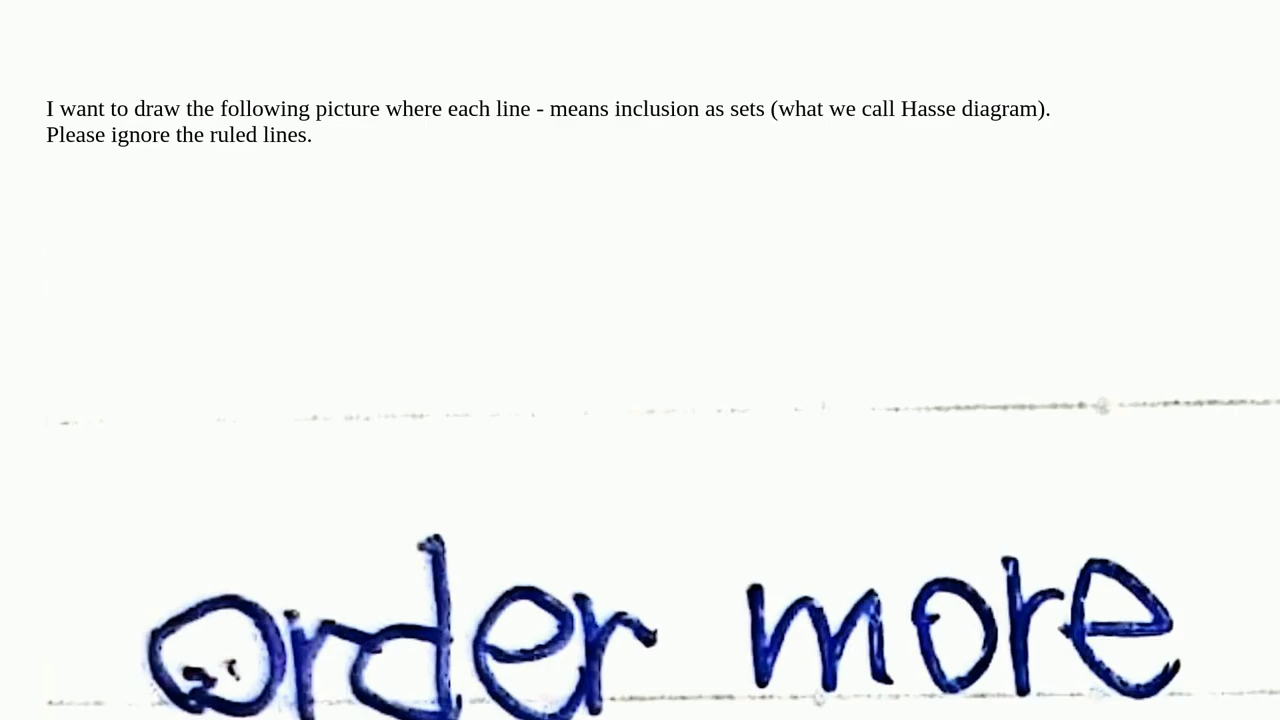 I want to draw the following picture where each line - means inclusion as sets (what we call Hasse diagram).
Please ignore the ruled lines.
order more